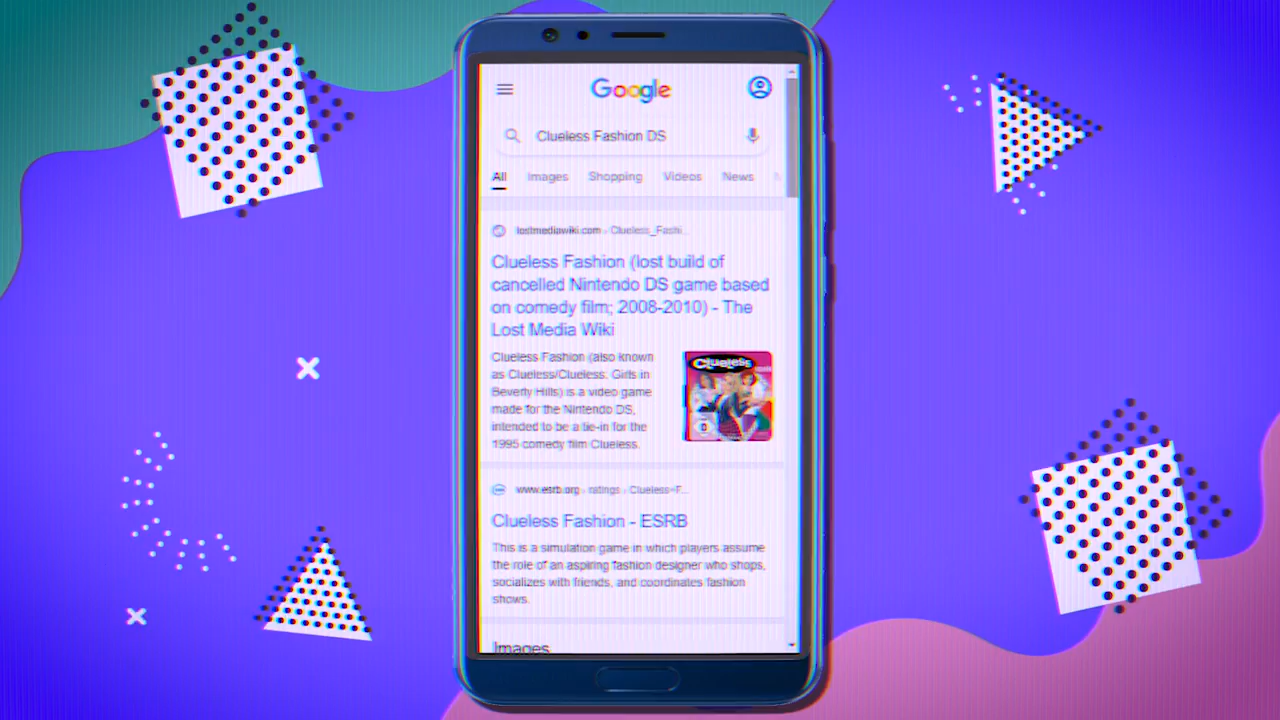 Google
Clueless Fashion DS
All Images Shopping Videos News
lostmediawiki.com › Clueless_Fashi...
Clueless Fashion (lost build of
cancelled Nintendo DS game based
on comedy film; 2008-2010) - The
Lost Media Wiki
Clueless Fashion (also known
as Clueless/Clueless: Girls in
Beverly Hills) is a video game
made for the Nintendo DS,
intended to be a tie-in for the
1995 comedy film Clueless.
Clueless
www.esrb.org › ratings › Clueless+F...
Clueless Fashion - ESRB
This is a simulation game in which players assume
the role of an aspiring fashion designer who shops,
socializes with friends, and coordinates fashion
shows.
Images